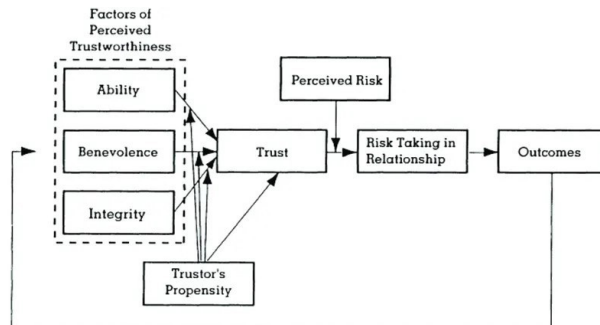 Factors of
Perceived
Trustworthiness
Ability
Benevolence
Integrity
Trustor's
Propensity
Trust
Perceived Risk
Risk Taking in
Relationship
Outcomes